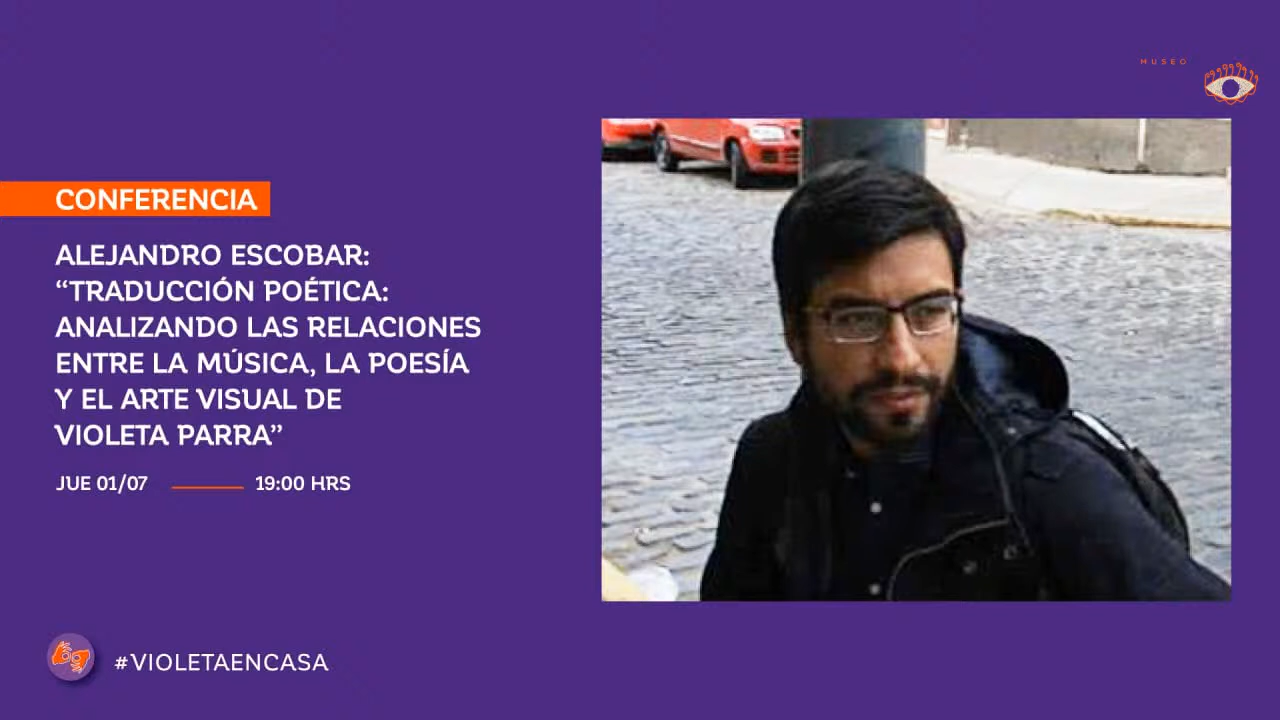 MUSEO
CONFERENCIA
ALEJANDRO ESCOBAR:
“TRADUCCIÓN POÉTICA:
ANALIZANDO LAS RELACIONES
ENTRE LA MÚSICA, LA POESÍA
Y EL ARTE VISUAL DE
VIOLETA PARRA”
JUE 01/07 19:00 HRS
#VIOLETAENCASA